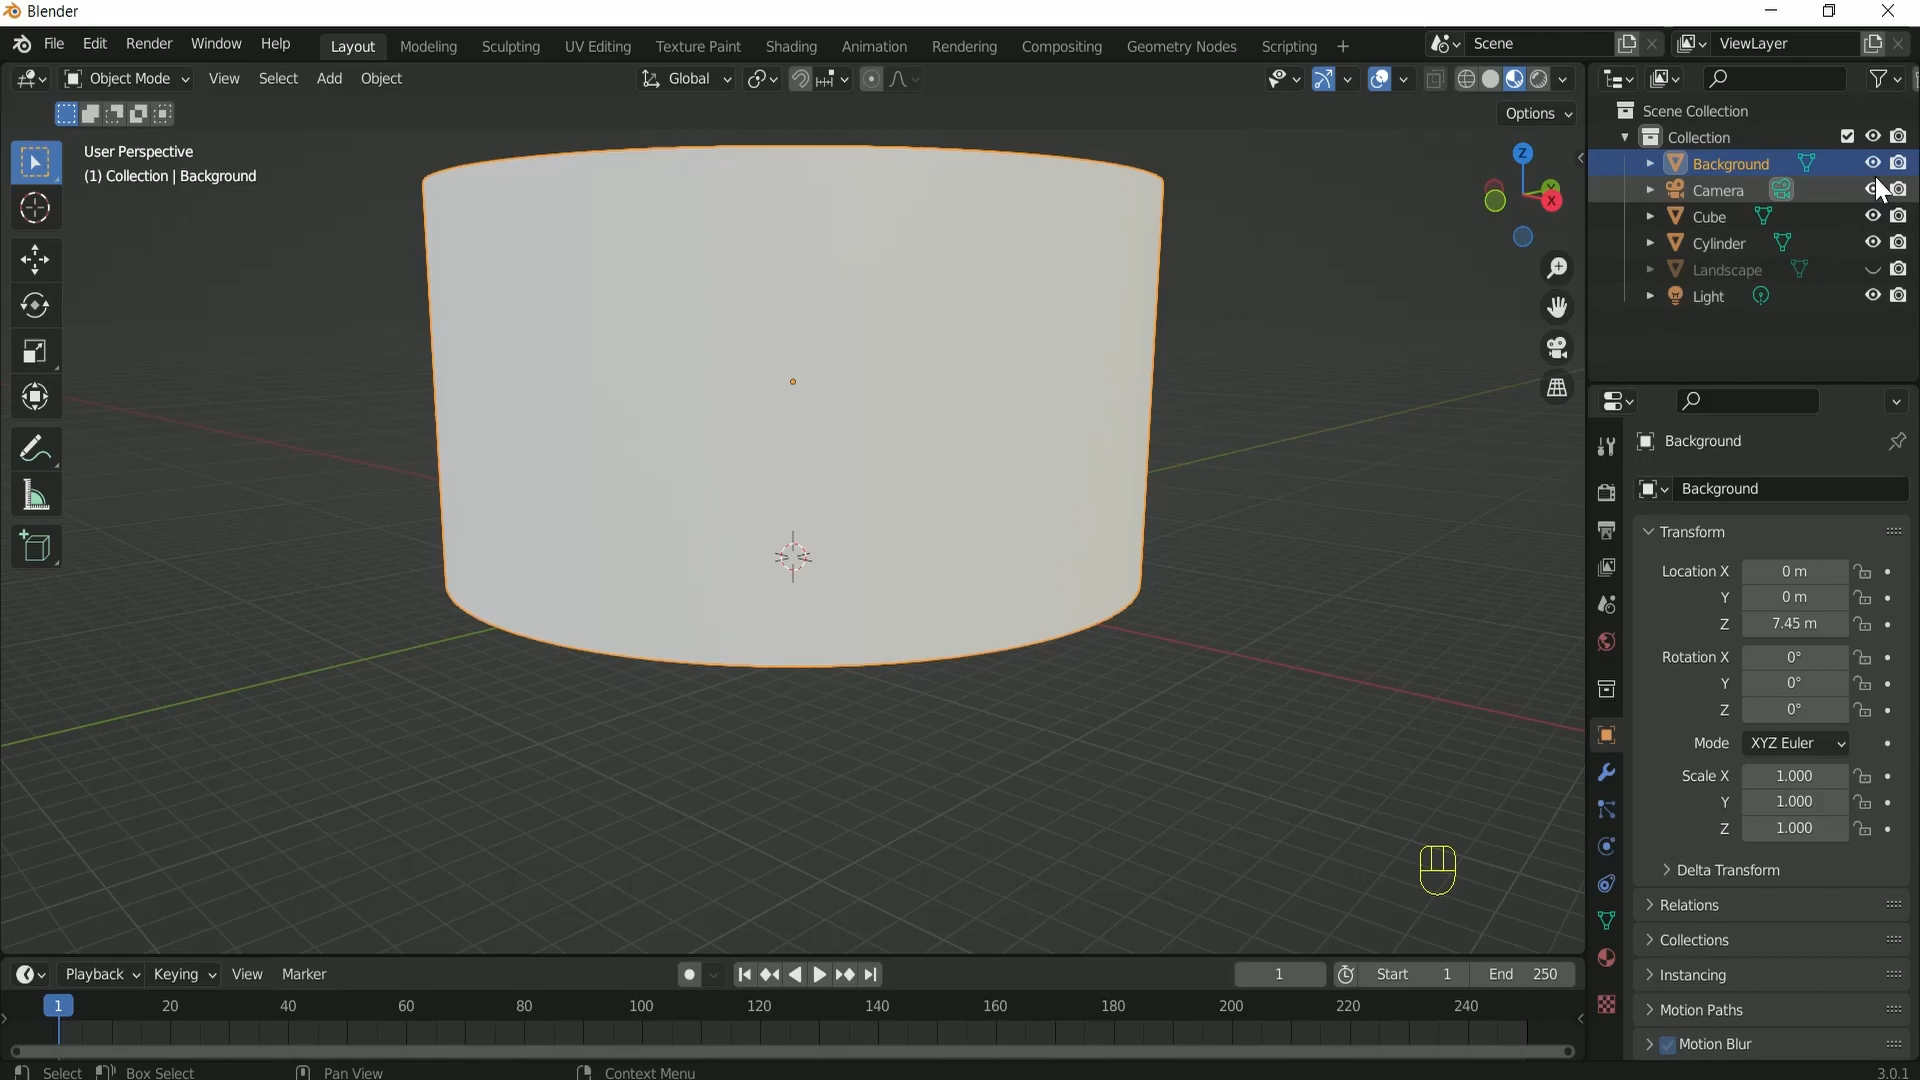 Blender
File Edit Render Window Help Layout Modeling Sculpting UV Editing Texture Paint Shading Animation Rendering Compositing Geometry Nodes Scripting + Scene ViewLayer
Object Mode View Select Add Object Global
Options
User Perspective
(1) Collection | Background
Z
Y
X
Scene Collection
Collection
Background
Camera
Cube
Cylinder
Landscape
Light
Background
Background
Transform
Location X 0 m
Y 0 m
Z 7.45 m
Rotation X 0°
Y 0°
Z 0°
Mode XYZ Euler
Scale X 1.000
Y 1.000
Z 1.000
Delta Transform
Relations
Collections
Instancing
Motion Paths
Motion Blur
Playback Keying View Marker 1 Start 1 End 250
1 20 40 60 80 100 120 140 160 180 200 220 240
Select Box Select Pan View Context Menu 3.0.1